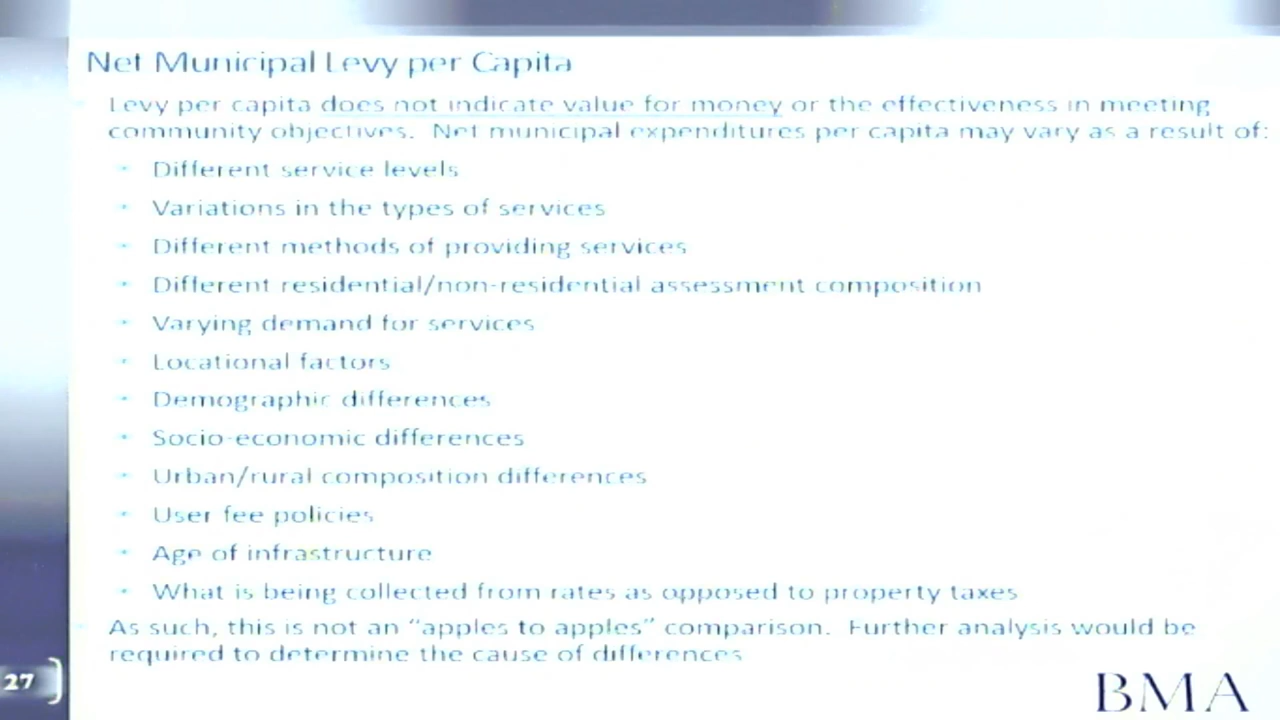 Net Municipal Levy per Capita
Levy per capita does not indicate value for money or the effectiveness in meeting
community objectives. Net municipal expenditures per capita may vary as a result of:
Different service levels
Variations in the types of services
Different methods of providing services
Different residential/non-residential assessment composition
Varying demand for services
Locational factors
Demographic differences
Socio-economic differences
Urban/rural composition differences
User fee policies
Age of infrastructure
What is being collected from rates as opposed to property taxes
As such, this is not an “apples to apples” comparison. Further analysis would be
required to determine the cause of differences
27
BMA